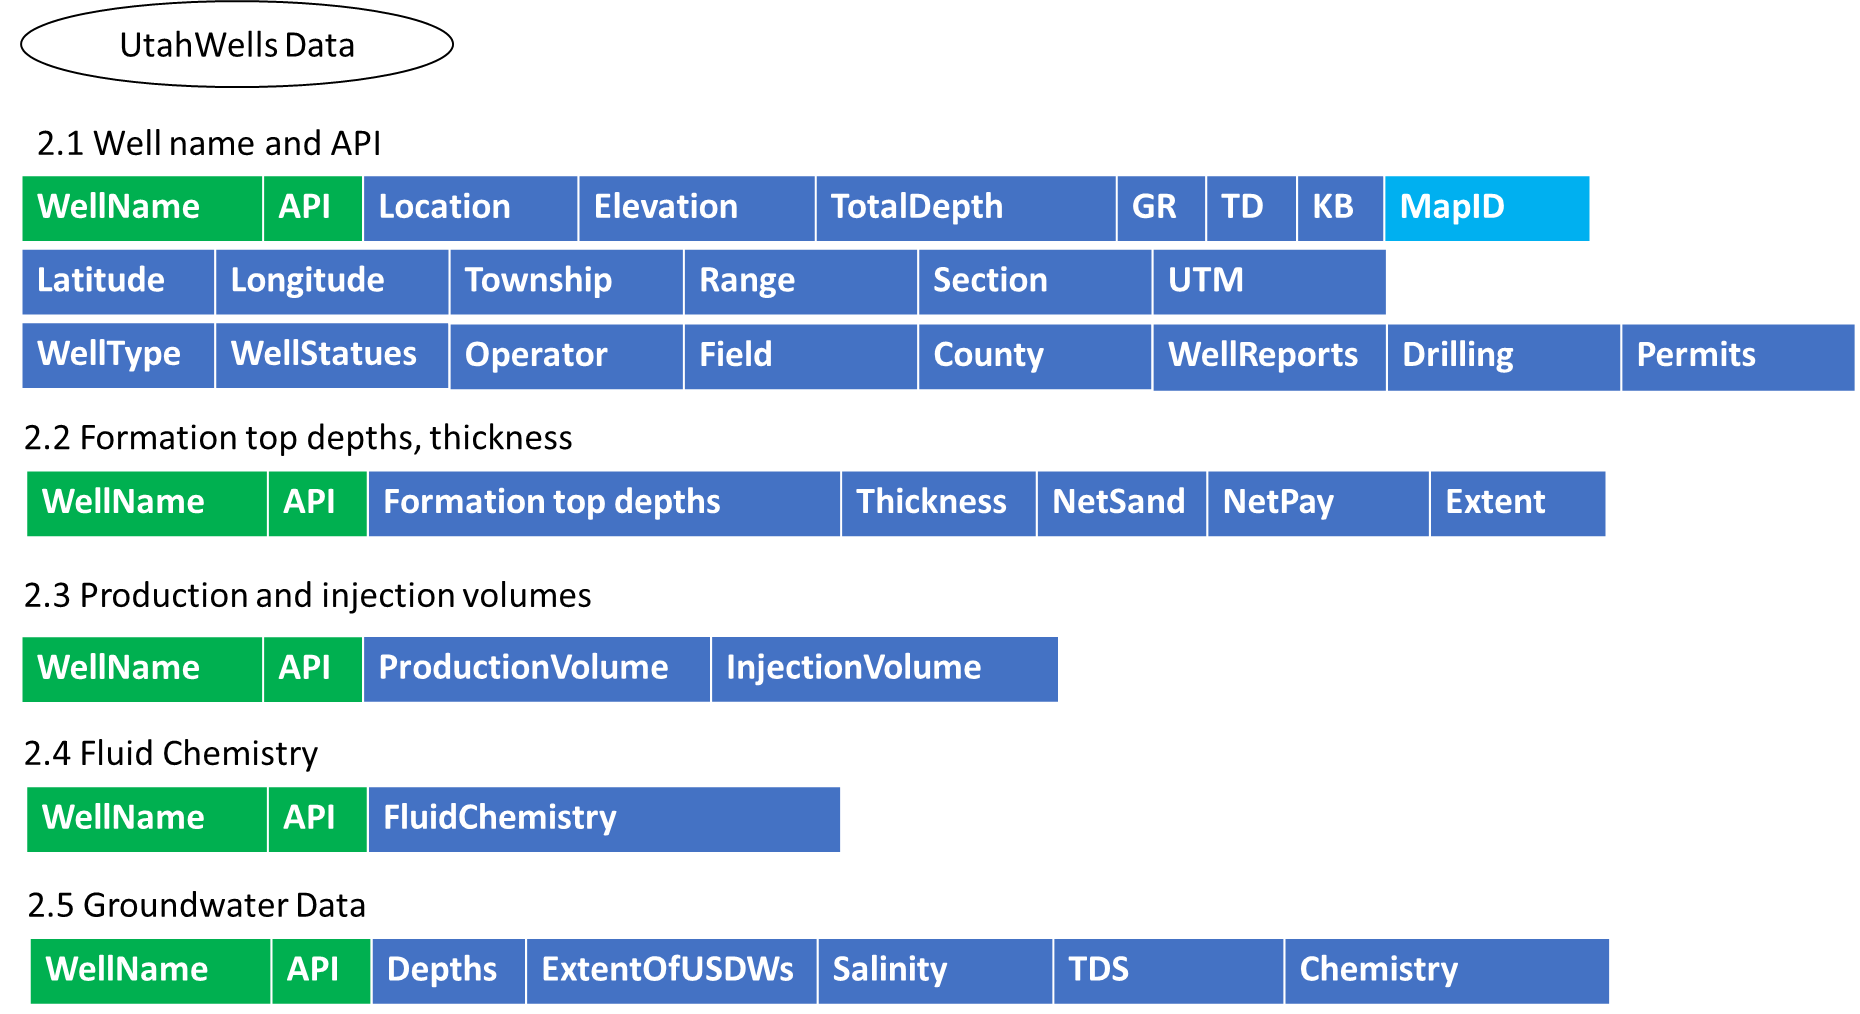 UtahWells Data
2.1 Well name and API
WellName API Location Elevation TotalDepth GR TD KB MapID
Latitude Longitude Township Range Section UTM
WellType WellStatues Operator Field County WellReports Drilling Permits
2.2 Formation top depths, thickness
WellName API Formation top depths Thickness NetSand NetPay Extent
2.3 Production and injection volumes
WellName API ProductionVolume InjectionVolume
2.4 Fluid Chemistry
WellName API FluidChemistry
2.5 Groundwater Data
WellName API Depths ExtentOfUSDWs Salinity TDS Chemistry